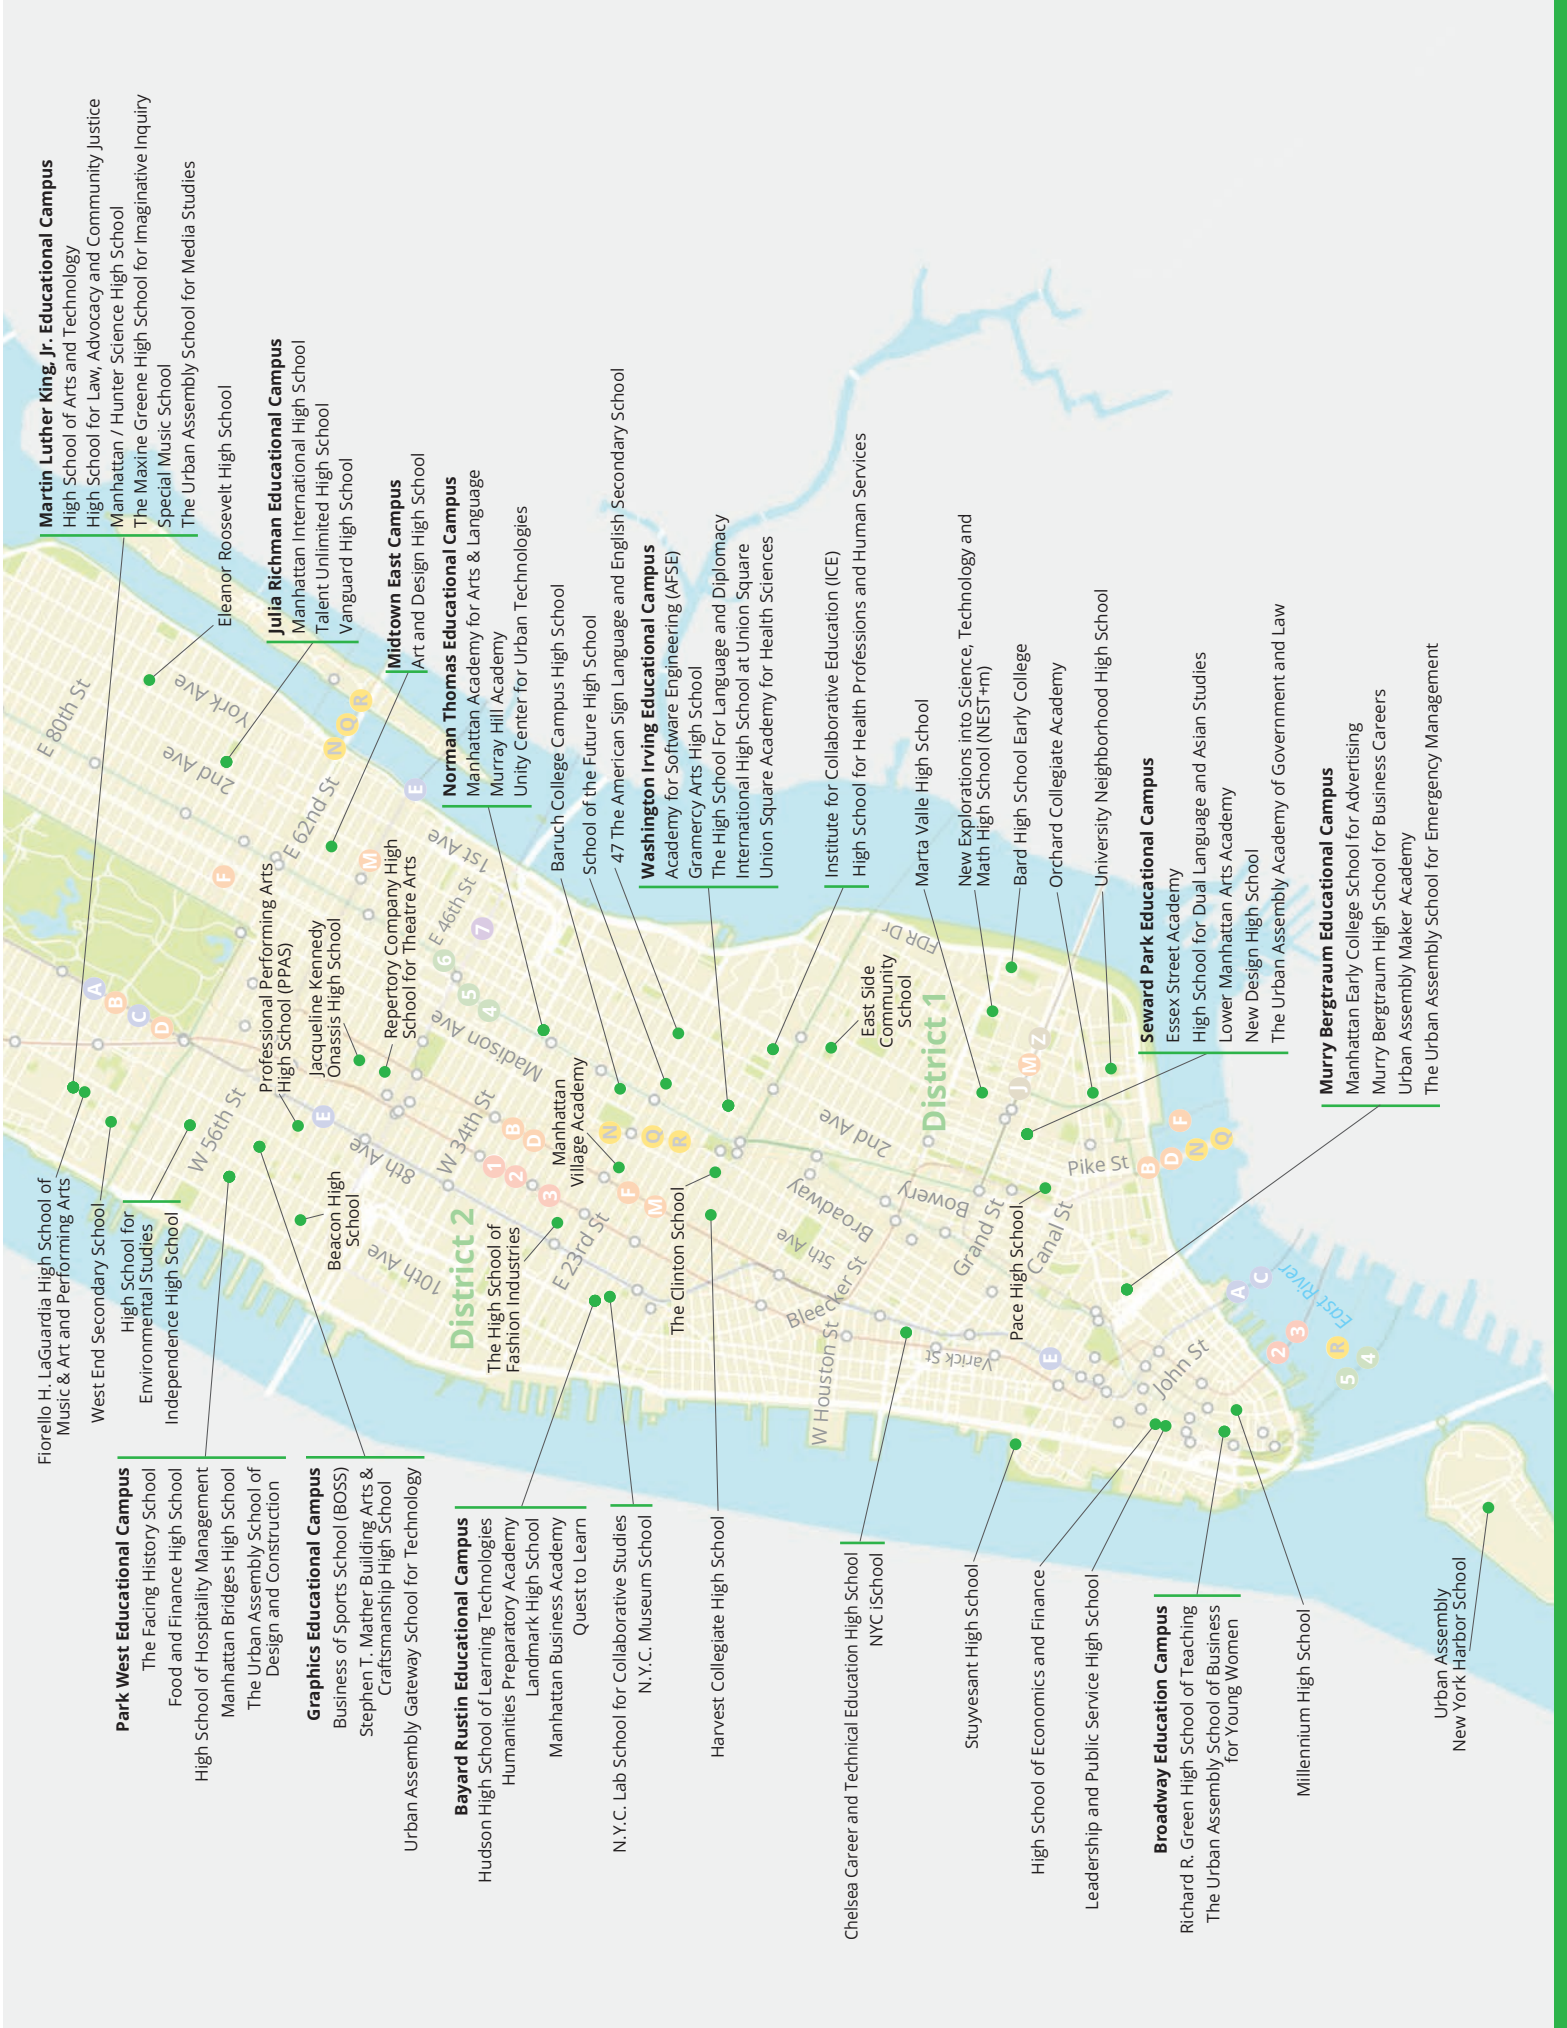 Martin Luther King, Jr. Educational Campus
High School of Arts and Technology
High School for Law, Advocacy and Community Justice
Manhattan / Hunter Science High School
The Maxine Greene High School for Imaginative Inquiry
Special Music School
The Urban Assembly School for Media Studies
Eleanor Roosevelt High School
Julia Richman Educational Campus
Manhattan International High School
Talent Unlimited High School
Vanguard High School
Midtown East Campus
Art and Design High School
Norman Thomas Educational Campus
Manhattan Academy for Arts & Language
Murray Hill Academy
Unity Center for Urban Technologies
Baruch College Campus High School
School of the Future High School
47 The American Sign Language and English Secondary School
Washington Irving Educational Campus
Academy for Software Engineering (AFSE)
Gramercy Arts High School
The High School For Language and Diplomacy
International High School at Union Square
Union Square Academy for Health Sciences
Institute for Collaborative Education (ICE)
High School for Health Professions and Human Services
Marta Valle High School
New Explorations into Science, Technology and
Math High School (NEST+m)
Bard High School Early College
Orchard Collegiate Academy
University Neighborhood High School
Seward Park Educational Campus
Essex Street Academy
High School for Dual Language and Asian Studies
Lower Manhattan Arts Academy
New Design High School
The Urban Assembly Academy of Government and Law
Murry Bergtraum Educational Campus
Manhattan Early College School for Advertising
Murry Bergtraum High School for Business Careers
Urban Assembly Maker Academy
The Urban Assembly School for Emergency Management
E 80th St
York Ave
2nd Ave
E 62nd St
N
Q
R
F
M
E
1st Ave
E 46th St
7
6
5
4
Madison Ave
A
B
C
D
W 56th St
Professional Performing Arts
High School (PPAS)
Jacqueline Kennedy
Onassis High School
Repertory Company High
School for Theatre Arts
E
8th Ave
W 34th St
B
D
1
2
3
F
M
N
Q
R
Manhattan
Village Academy
10th Ave
District 2
Beacon High
School
The High School of
Fashion Industries
E 23rd St
The Clinton School
FDR Dr
East Side
Community
School
District 1
2nd Ave
J
M
Z
Broadway
5th Ave
Bowery
Bleecker St
W Houston St
Varick St
Grand St
Canal St
Pike St
Pace High School
B
D
N
Q
F
E
John St
A
C
2
3
R
4
5
East River
Fiorello H. LaGuardia High School of
Music & Art and Performing Arts
West End Secondary School
High School for
Environmental Studies
Independence High School
Park West Educational Campus
The Facing History School
Food and Finance High School
High School of Hospitality Management
Manhattan Bridges High School
The Urban Assembly School of
Design and Construction
Graphics Educational Campus
Business of Sports School (BOSS)
Stephen T. Mather Building Arts &
Craftsmanship High School
Urban Assembly Gateway School for Technology
Bayard Rustin Educational Campus
Hudson High School of Learning Technologies
Humanities Preparatory Academy
Landmark High School
Manhattan Business Academy
Quest to Learn
N.Y.C. Lab School for Collaborative Studies
N.Y.C. Museum School
Harvest Collegiate High School
Chelsea Career and Technical Education High School
NYC iSchool
Stuyvesant High School
High School of Economics and Finance
Leadership and Public Service High School
Broadway Education Campus
Richard R. Green High School of Teaching
The Urban Assembly School of Business
for Young Women
Millennium High School
Urban Assembly
New York Harbor School